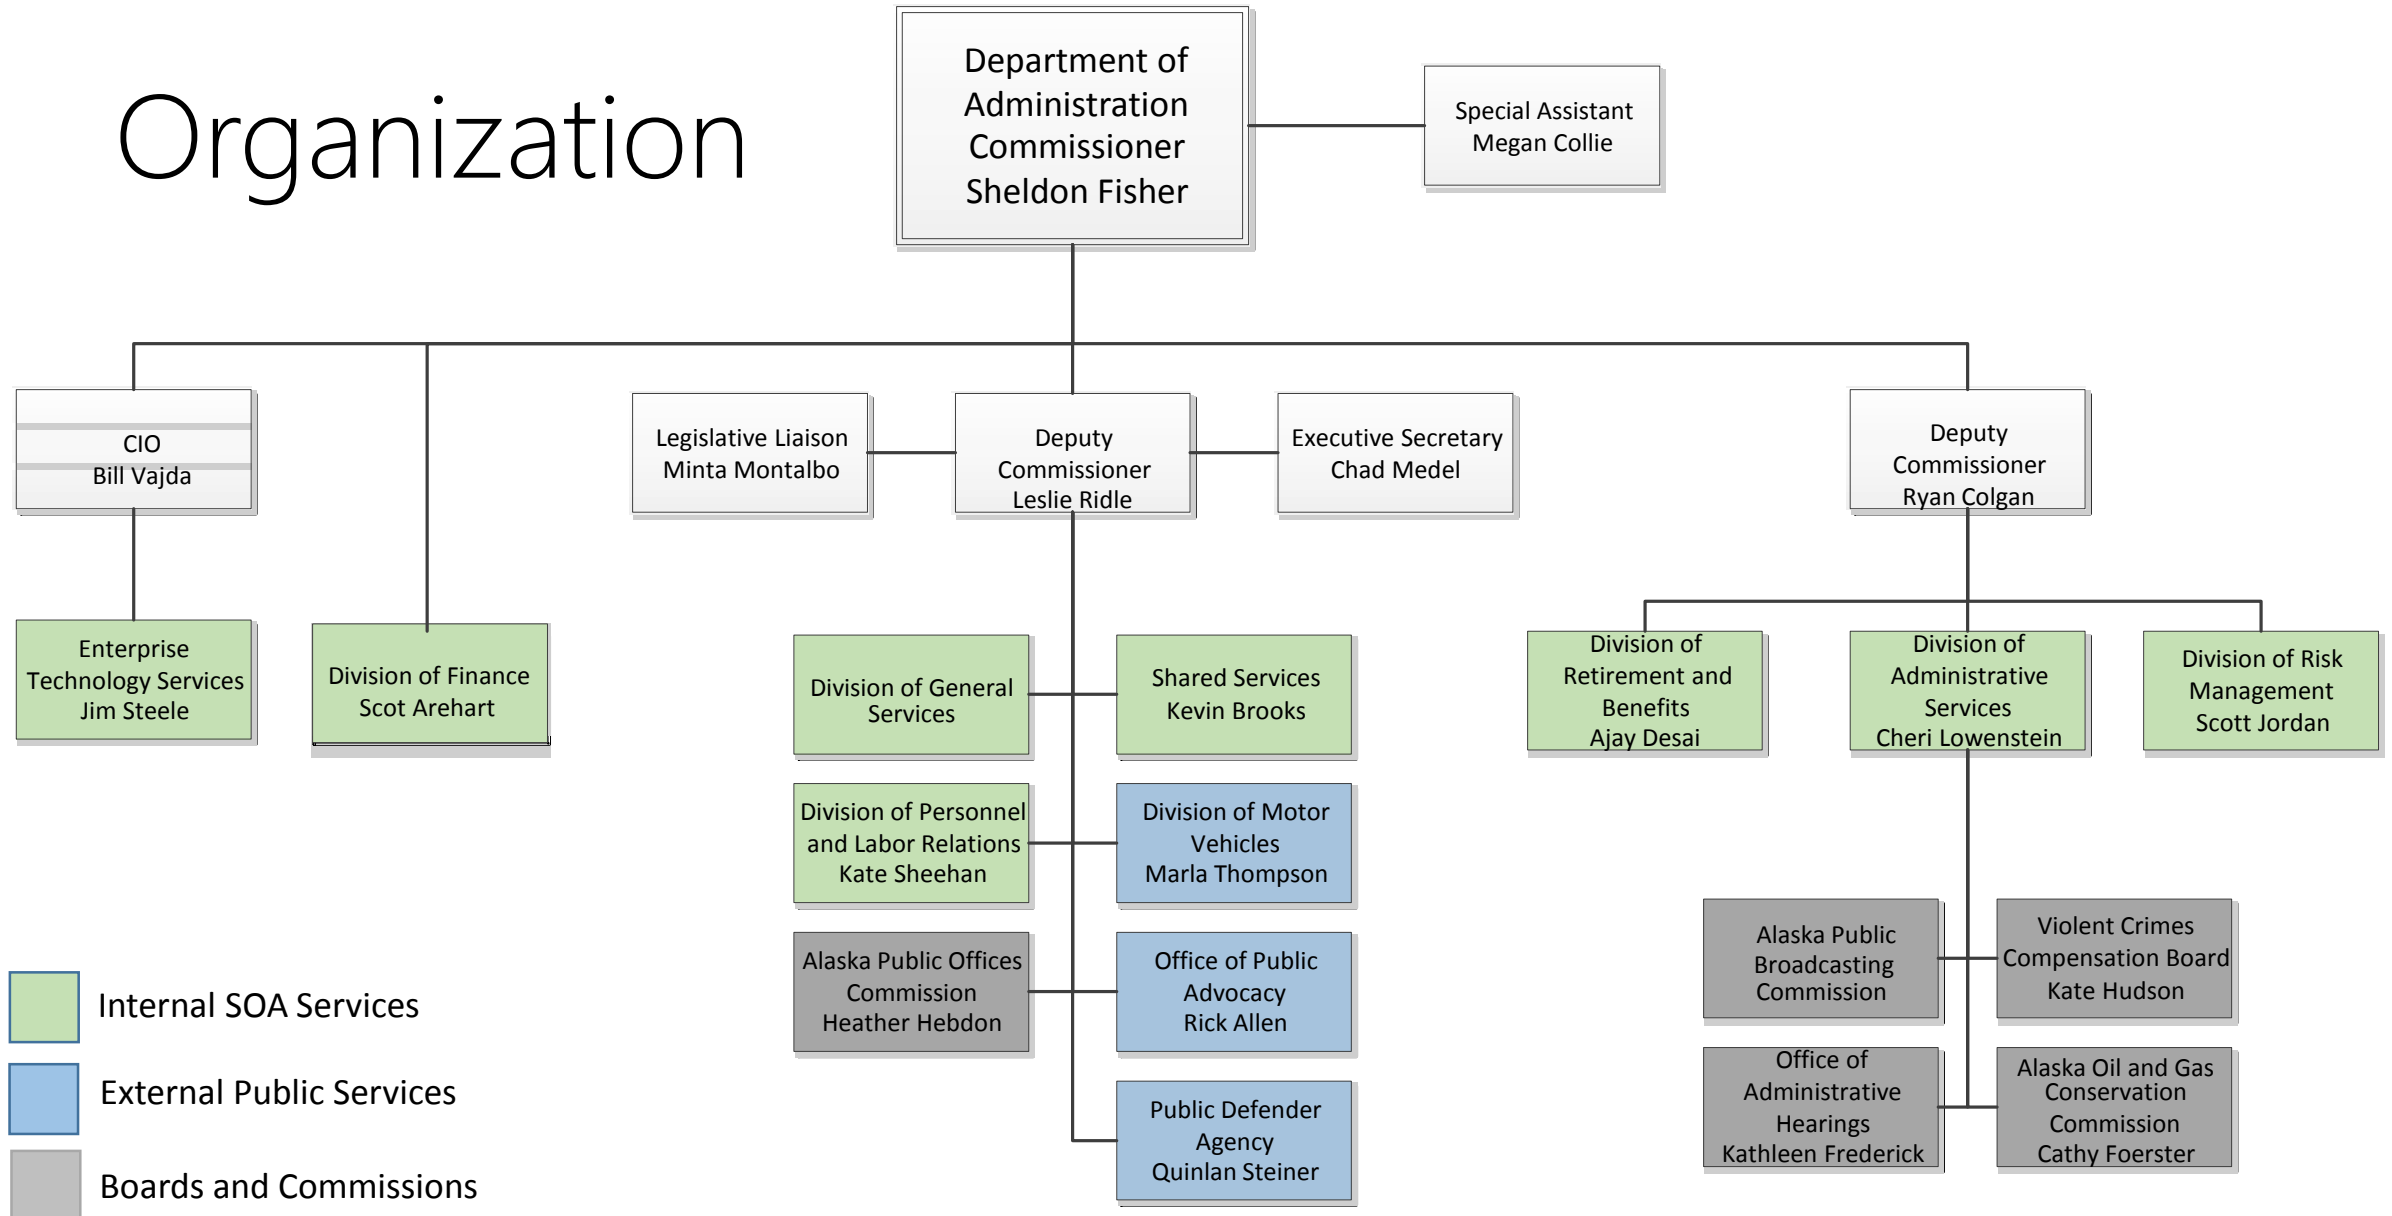 Organization
Department of
Administration
Commissioner
Sheldon Fisher
Special Assistant
Megan Collie
CIO
Bill Vajda
Legislative Liaison
Minta Montalbo
Deputy
Commissioner
Leslie Ridle
Executive Secretary
Chad Medel
Deputy
Commissioner
Ryan Colgan
Enterprise
Technology Services
Jim Steele
Division of Finance
Scot Arehart
Division of General
Services
Shared Services
Kevin Brooks
Division of Personnel
and Labor Relations
Kate Sheehan
Division of Motor
Vehicles
Marla Thompson
Alaska Public Offices
Commission
Heather Hebdon
Office of Public
Advocacy
Rick Allen
Public Defender
Agency
Quinlan Steiner
Division of
Retirement and
Benefits
Ajay Desai
Division of
Administrative
Services
Cheri Lowenstein
Division of Risk
Management
Scott Jordan
Alaska Public
Broadcasting
Commission
Violent Crimes
Compensation Board
Kate Hudson
Office of
Administrative
Hearings
Kathleen Frederick
Alaska Oil and Gas
Conservation
Commission
Cathy Foerster
Internal SOA Services
External Public Services
Boards and Commissions